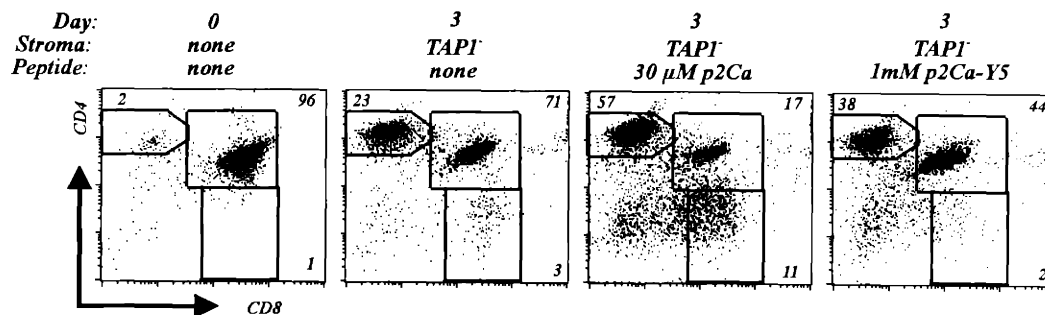 Day: 0 3 3 3
Stroma: none TAP1- TAP1- TAP1-
Peptide: none none 30 µM p2Ca 1mM p2Ca-Y5
CD4
2 96 23 71 57 17 38 44
1 3 11 2
CD8